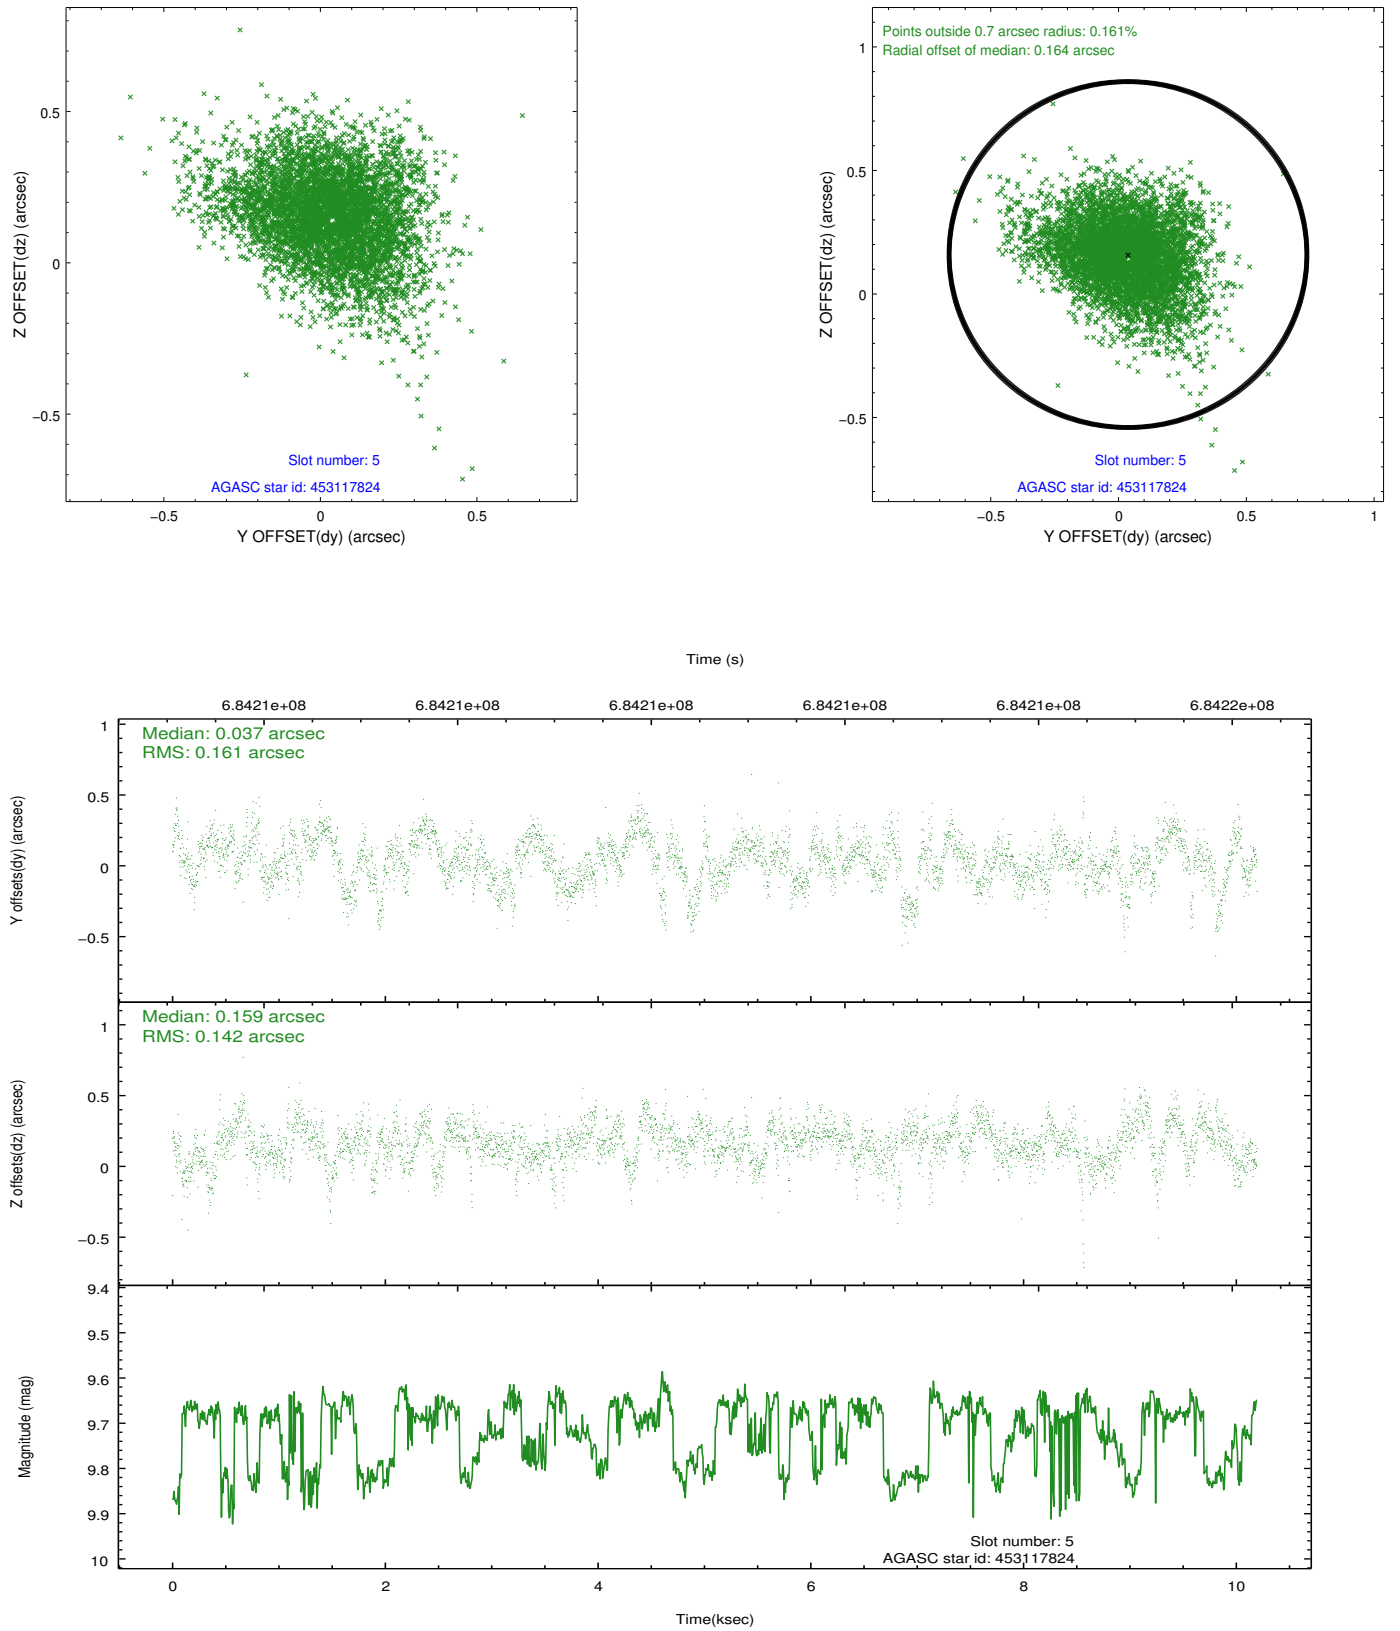 0.5
0
−0.5
Z OFFSET(dz) (arcsec)
Slot number: 5
AGASC star id: 453117824
−0.5 0 0.5
Y OFFSET(dy) (arcsec)
Points outside 0.7 arcsec radius: 0.161%
Radial offset of median: 0.164 arcsec
1
0.5
0
−0.5
Z OFFSET(dz) (arcsec)
Slot number: 5
AGASC star id: 453117824
−0.5 0 0.5 1
Y OFFSET(dy) (arcsec)
Time (s)
6.8421e+08 6.8421e+08 6.8421e+08 6.8421e+08 6.8421e+08 6.8422e+08
Median: 0.037 arcsec
RMS: 0.161 arcsec
1
0.5
0
−0.5
Y offsets(dy) (arcsec)
Median: 0.159 arcsec
RMS: 0.142 arcsec
1
0.5
0
−0.5
Z offsets(dz) (arcsec)
9.4
9.5
9.6
9.7
9.8
9.9
10
Magnitude (mag)
Slot number: 5
AGASC star id: 453117824
0 2 4 6 8 10
Time(ksec)